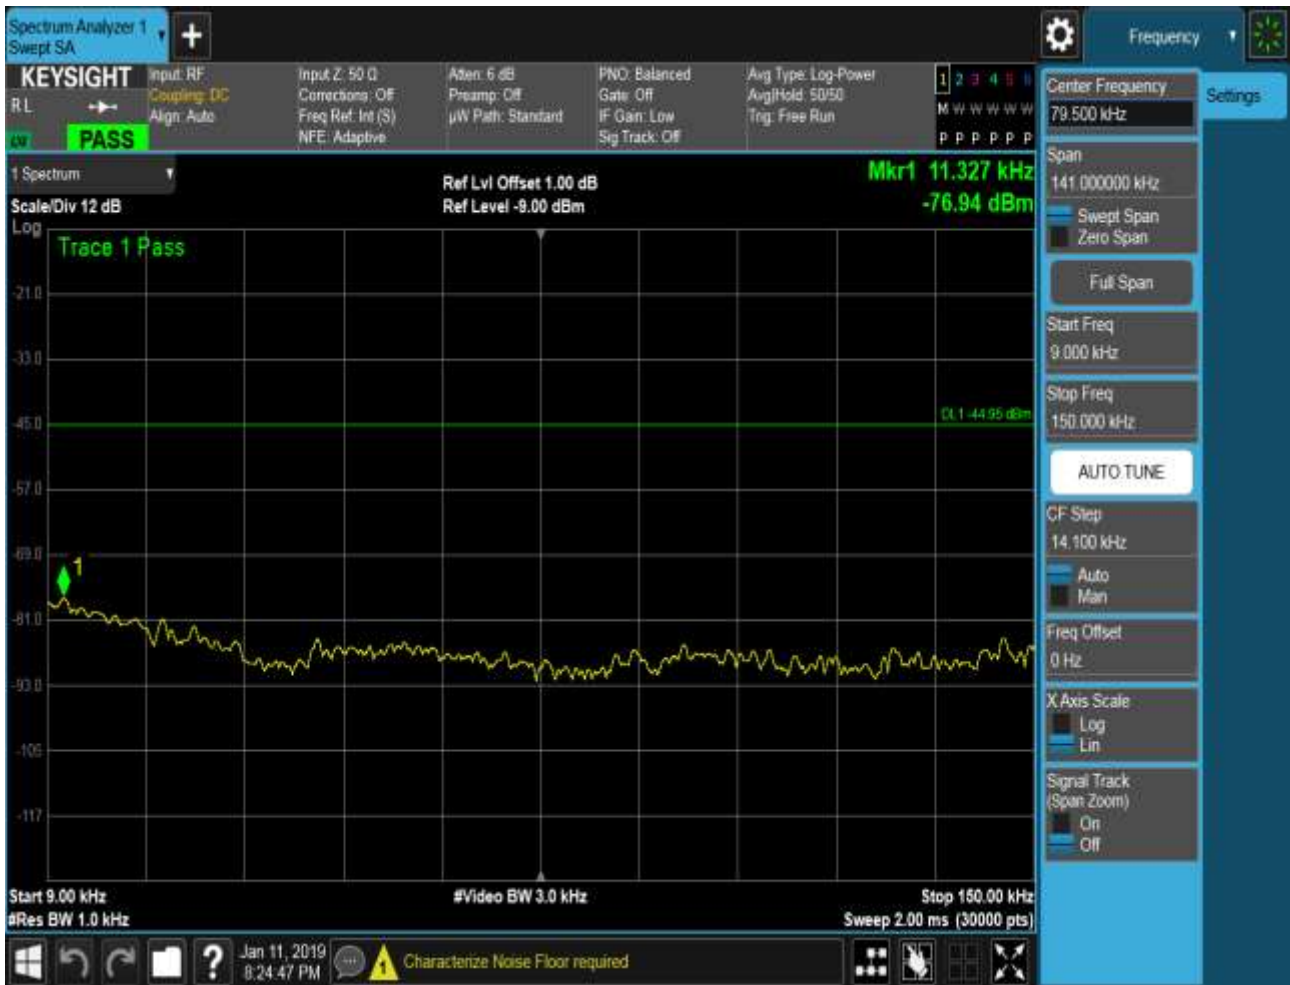 Spectrum Analyzer 1
Swept SA
Frequency
KEYSIGHT
R L
PASS
Input: RF
Coupling: DC
Align: Auto
Input Z: 50 Ω
Corrections: Off
Freq Ref: Int (S)
NFE: Adaptive
Atten: 6 dB
Preamp: Off
µW Path: Standard
PNO: Balanced
Gate: Off
IF Gain: Low
Sig Track: Off
Avg Type: Log-Power
Avg|Hold: 50/50
Trig: Free Run
1 2 3 4 5 6
M W W W W W
P P P P P P
1 Spectrum
Scale/Div 12 dB
Log
Ref Lvl Offset 1.00 dB
Ref Level -9.00 dBm
Mkr1 11.327 kHz
-76.94 dBm
Trace 1 Pass
-21.0
-33.0
-45.0
DL1 -44.95 dBm
-57.0
-69.0
1
-81.0
-93.0
-105
-117
Start 9.00 kHz
#Res BW 1.0 kHz
#Video BW 3.0 kHz
Stop 150.00 kHz
Sweep 2.00 ms (30000 pts)
Center Frequency
79.500 kHz
Span
141.000000 kHz
Swept Span
Zero Span
Full Span
Start Freq
9.000 kHz
Stop Freq
150.000 kHz
AUTO TUNE
CF Step
14.100 kHz
Auto
Man
Freq Offset
0 Hz
X Axis Scale
Log
Lin
Signal Track
(Span Zoom)
On
Off
Settings
?
Jan 11, 2019
8:24:47 PM
1
Characterize Noise Floor required